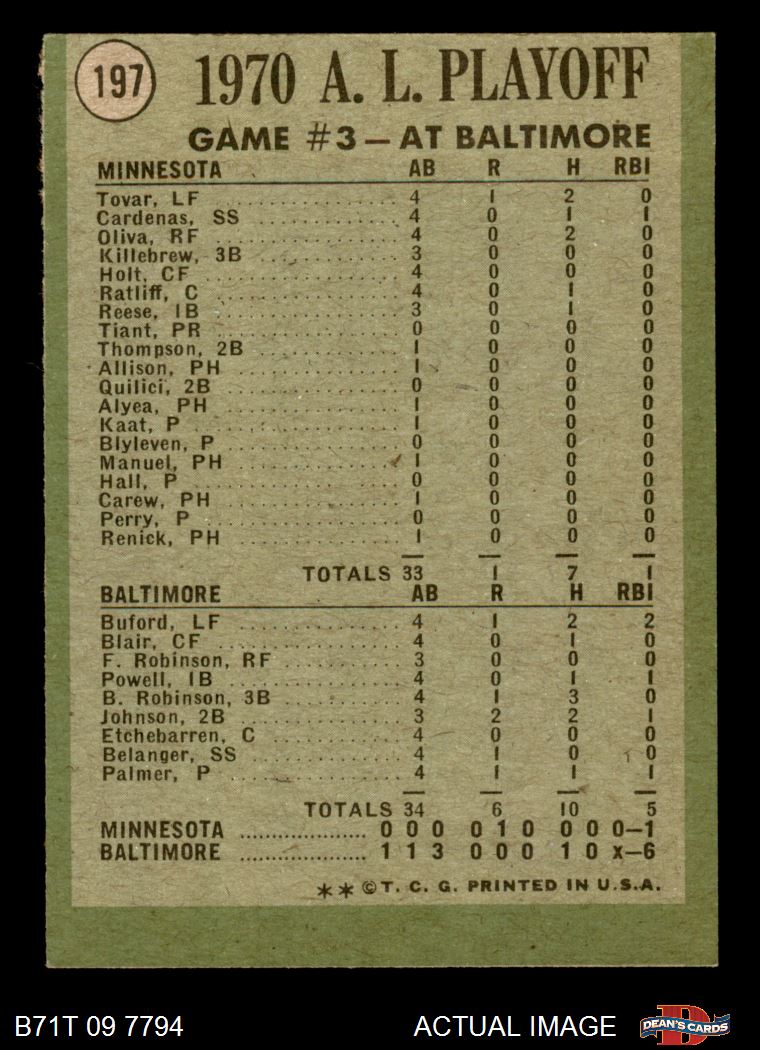 197
1970 A. L. PLAYOFF
GAME #3 — AT BALTIMORE
MINNESOTA AB R H RBI
Tovar, LF 4 1 2 0
Cardenas, SS 4 0 1 1
Oliva, RF 4 0 2 0
Killebrew, 3B 3 0 0 0
Holt, CF 4 0 0 0
Ratliff, C 4 0 1 0
Reese, 1B 3 0 1 0
Tiant, PR 0 0 0 0
Thompson, 2B 1 0 0 0
Allison, PH 1 0 0 0
Quilici, 2B 0 0 0 0
Alyea, PH 1 0 0 0
Kaat, P 1 0 0 0
Blyleven, P 0 0 0 0
Manuel, PH 1 0 0 0
Hall, P 0 0 0 0
Carew, PH 1 0 0 0
Perry, P 0 0 0 0
Renick, PH 1 0 0 0
TOTALS 33 1 7 1
BALTIMORE AB R H RBI
Buford, LF 4 1 2 2
Blair, CF 4 0 1 0
F. Robinson, RF 3 0 0 0
Powell, 1B 4 0 1 1
B. Robinson, 3B 4 1 3 0
Johnson, 2B 3 2 2 1
Etchebarren, C 4 0 0 0
Belanger, SS 4 1 0 0
Palmer, P 4 1 1 1
TOTALS 34 6 10 5
MINNESOTA 0 0 0 0 1 0 0 0 0—1
BALTIMORE 1 1 3 0 0 0 1 0 x—6
** ©T. C. G. PRINTED IN U.S.A.
B71T 09 7794 ACTUAL IMAGE D DEAN'S CARDS